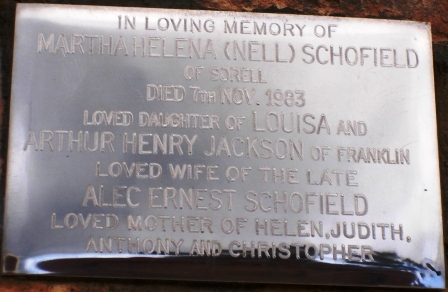 IN LOVING MEMORY OF
MARTHA HELENA (NELL) SCHOFIELD
OF SORELL
DIED 7TH NOV. 1983
LOVED DAUGHTER OF LOUISA AND
ARTHUR HENRY JACKSON OF FRANKLIN
LOVED WIFE OF THE LATE
ALEC ERNEST SCHOFIELD
LOVED MOTHER OF HELEN, JUDITH,
ANTHONY AND CHRISTOPHER